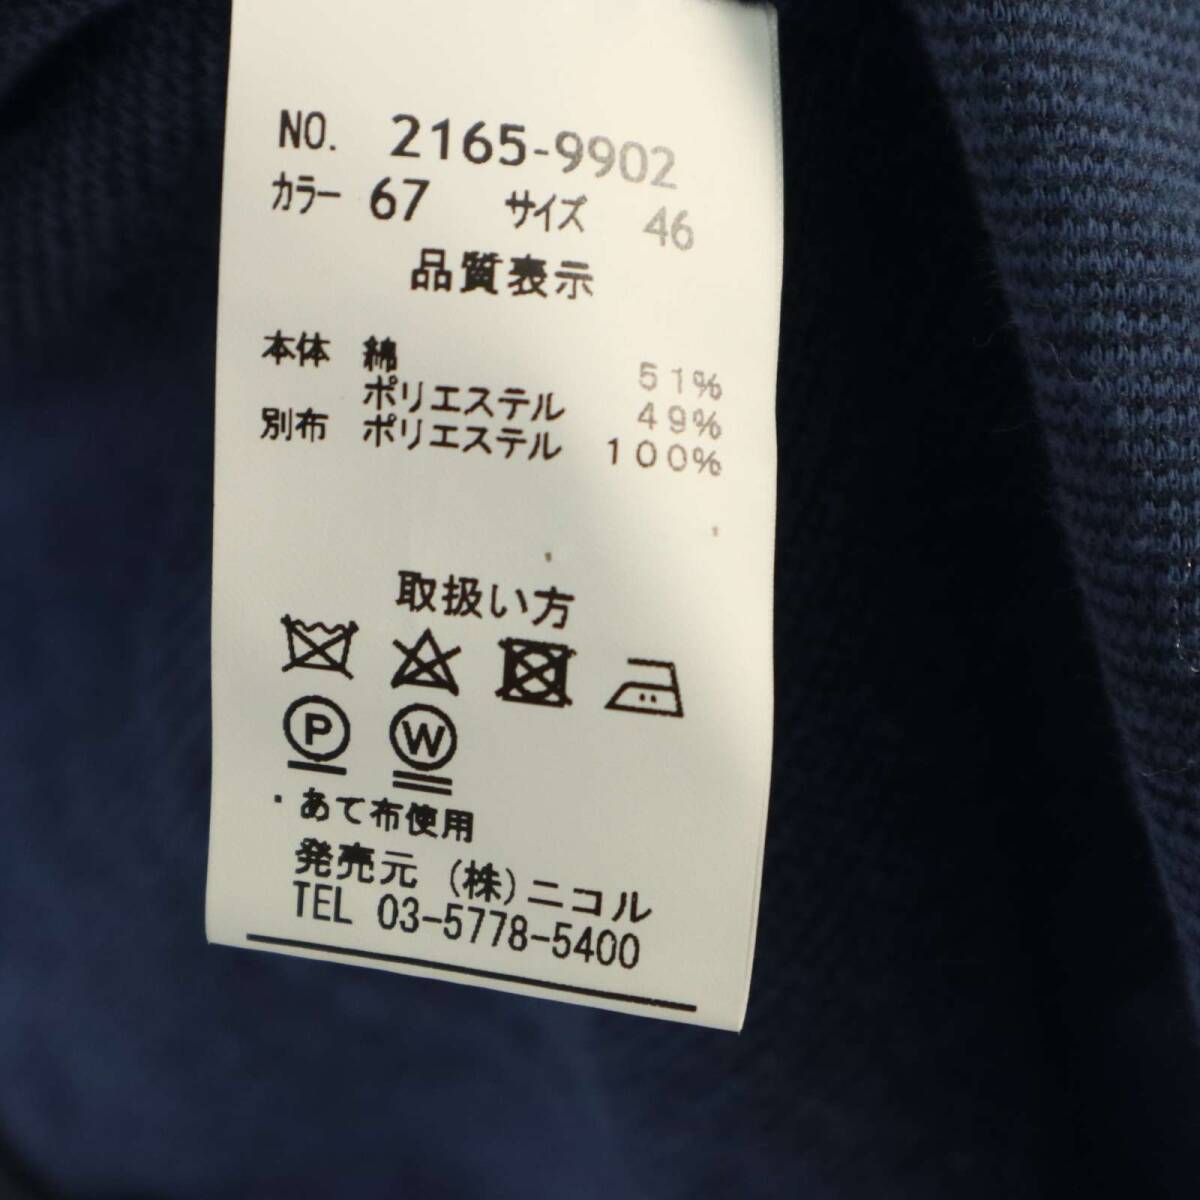 NO. 2165-9902
カラー 67 サイズ 46
品質表示
本体 綿 51%
ポリエステル 49%
別布 ポリエステル 100%
取扱い方
P W
・あて布使用
発売元 (株)ニコル
TEL 03-5778-5400